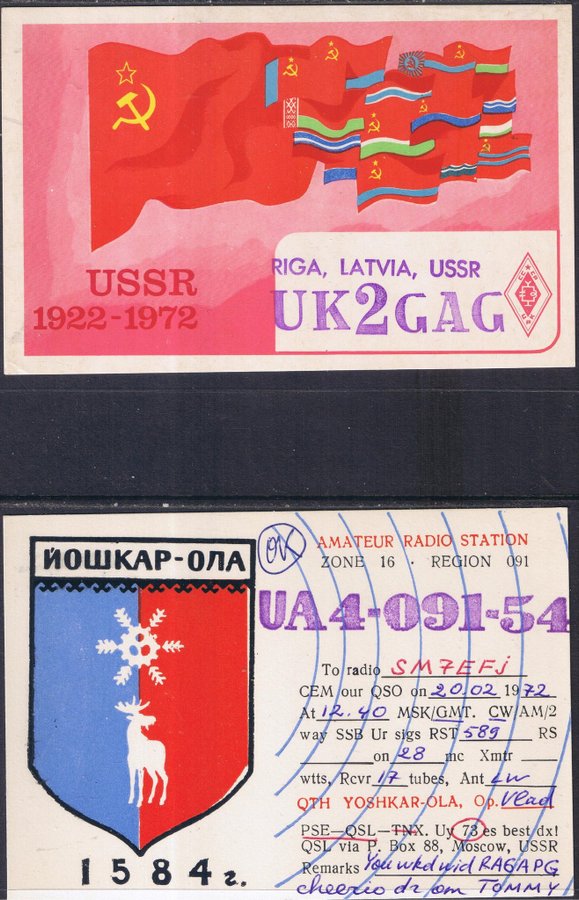 USSR
1922-1972
RIGA, LATVIA, USSR
UK2GAG
ЙОШКАР-ОЛА
1584 г.
OK
AMATEUR RADIO STATION
ZONE 16 · REGION 091
UA4-091-54
To radio SM7EFJ
CFM our QSO on 20.02 1972
At 12.40 MSK/GMT. CW/AM/2
way SSB Ur sigs RST 589 RS
on 28 mc Xmtr
wtts, Rcvr 17 tubes, Ant LW
QTH YOSHKAR-OLA, Op. Vlad
PSE—QSL—TNX. Uy 73 es best dx!
QSL via P. Box 88, Moscow, USSR
Remarks You wkd wid RA6APG
cheerio dr om TOMMY